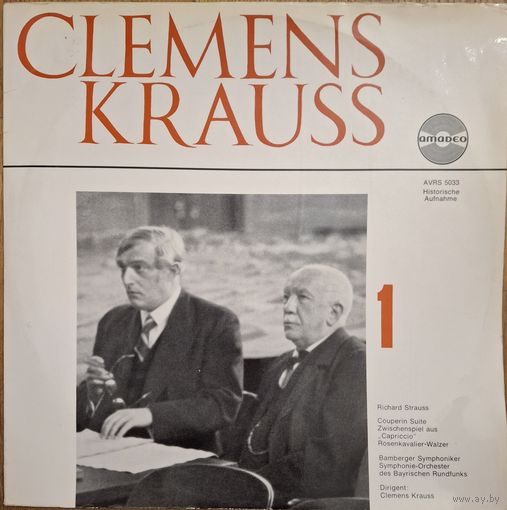 CLEMENS
KRAUSS
amadeo
AVRS 5033
Historische
Aufnahme
1
Richard Strauss
Couperin Suite
Zwischenspiel aus
„Capriccio"
Rosenkavalier-Walzer
Bamberger Symphoniker
Symphonie-Orchester
des Bayrischen Rundfunks
Dirigent:
Clemens Krauss
www.ay.by